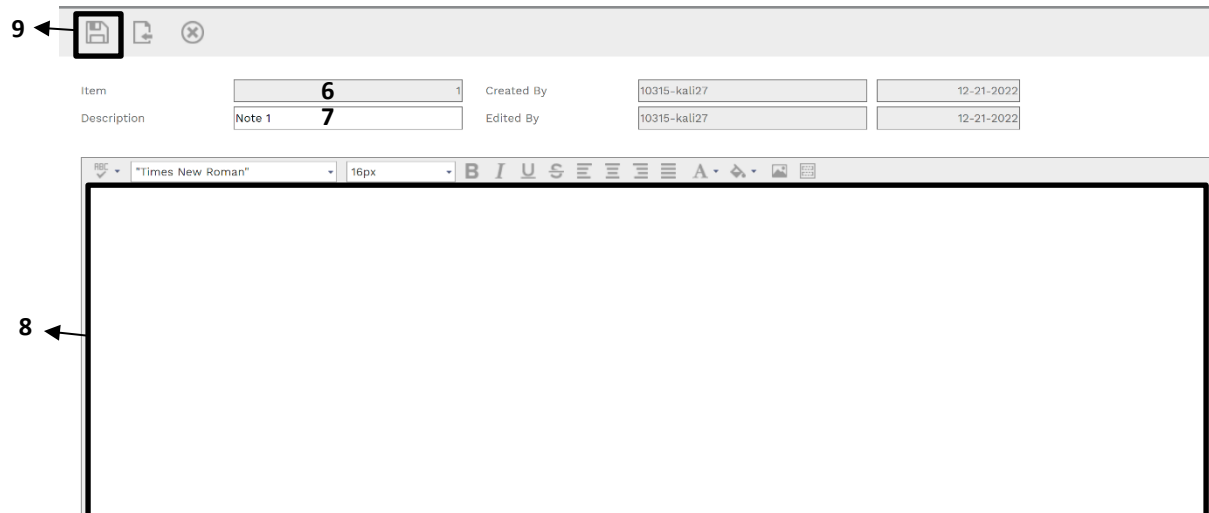 9
Item 6 1 Created By 10315-kali27 12-21-2022
Description Note 1 7 Edited By 10315-kali27 12-21-2022
ABC "Times New Roman" 16px B I U S A
8